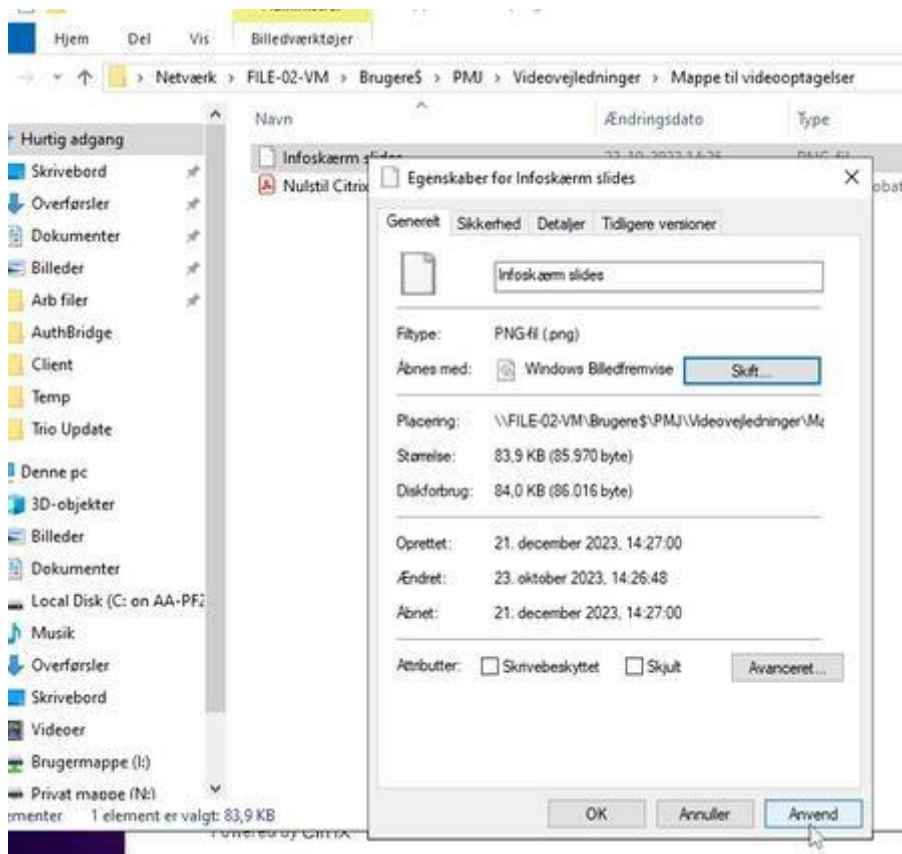 Hjem Del Vis Billedværktøjer
Netværk > FILE-02-VM > Brugere$ > PMJ > Videovejledninger > Mappe til videooptagelser
Navn Ændringsdato Type
Hurtig adgang
Skrivebord
Overførsler
Dokumenter
Billeder
Arb filer
AuthBridge
Client
Temp
Trio Update
Denne pc
3D-objekter
Billeder
Dokumenter
Local Disk (C: on AA-PFZ
Musik
Overførsler
Skrivebord
Videoer
Brugermappe (I:)
Privat mappe (N:)
1 element er valgt: 83,9 KB
Infoskærm slides
Nulstil Citrix
Egenskaber for Infoskærm slides
Generelt Sikkerhed Detaljer Tidligere versioner
Infoskærm slides
Filtype: PNG-fil (.png)
Åbnes med: Windows Billedfremvise Skift...
Placering: \\FILE-02-VM\Brugere$\PMJ\Videovejledninger\Ma
Størrelse: 83,9 KB (85.970 byte)
Diskforbrug: 84,0 KB (86.016 byte)
Oprettet: 21. december 2023, 14:27:00
Ændret: 23. oktober 2023, 14:26:48
Åbnet: 21. december 2023, 14:27:00
Attributter: Skrivebeskyttet Skjult Avanceret...
OK Annuller Anvend